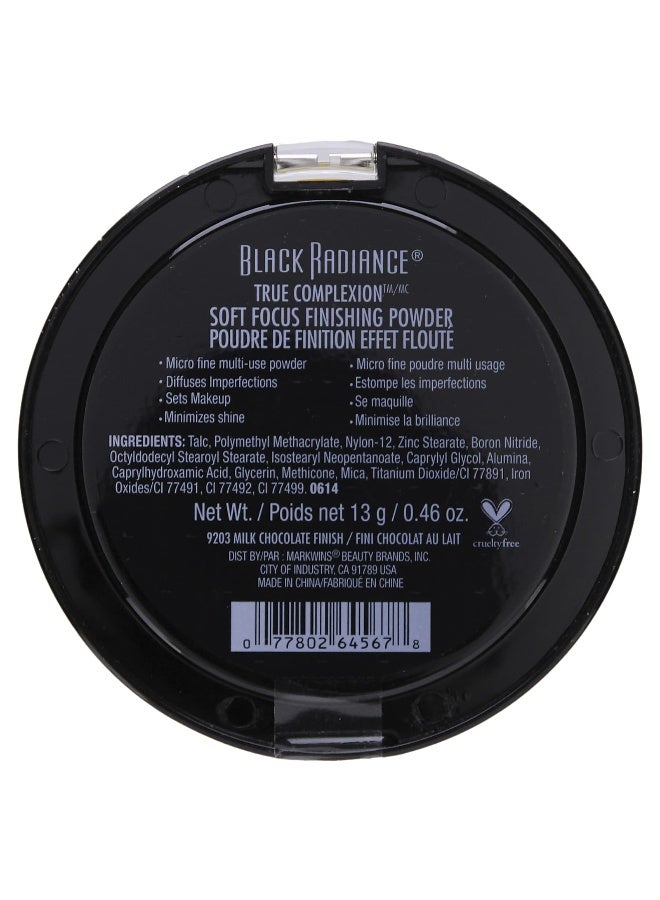 BLACK RADIANCE®
TRUE COMPLEXION™/MC
SOFT FOCUS FINISHING POWDER
POUDRE DE FINITION EFFET FLOUTÉ
• Micro fine multi-use powder
• Diffuses Imperfections
• Sets Makeup
• Minimizes shine
• Micro fine poudre multi usage
• Estompe les imperfections
• Se maquille
• Minimise la brilliance
INGREDIENTS: Talc, Polymethyl Methacrylate, Nylon-12, Zinc Stearate, Boron Nitride,
Octyldodecyl Stearoyl Stearate, Isostearyl Neopentanoate, Caprylyl Glycol, Alumina,
Caprylhydroxamic Acid, Glycerin, Methicone, Mica, Titanium Dioxide/CI 77891, Iron
Oxides/CI 77491, CI 77492, CI 77499. 0614
Net Wt. / Poids net 13 g / 0.46 oz.
crueltyfree
9203 MILK CHOCOLATE FINISH / FINI CHOCOLAT AU LAIT
DIST BY/PAR : MARKWINS® BEAUTY BRANDS, INC.
CITY OF INDUSTRY, CA 91789 USA
MADE IN CHINA/FABRIQUÉ EN CHINE
0 77802 64567 8